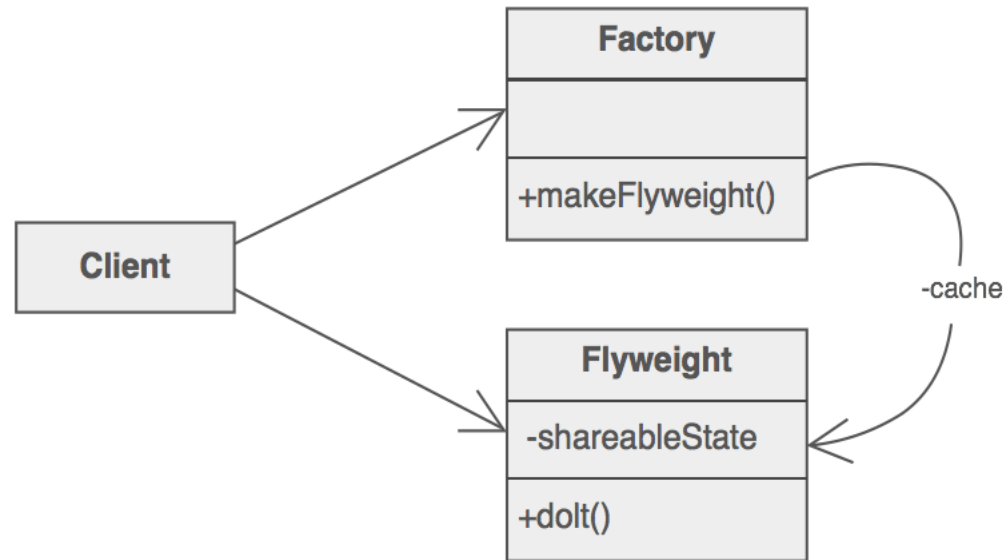 Factory
+makeFlyweight()
Client
-cache
Flyweight
-shareableState
+doIt()